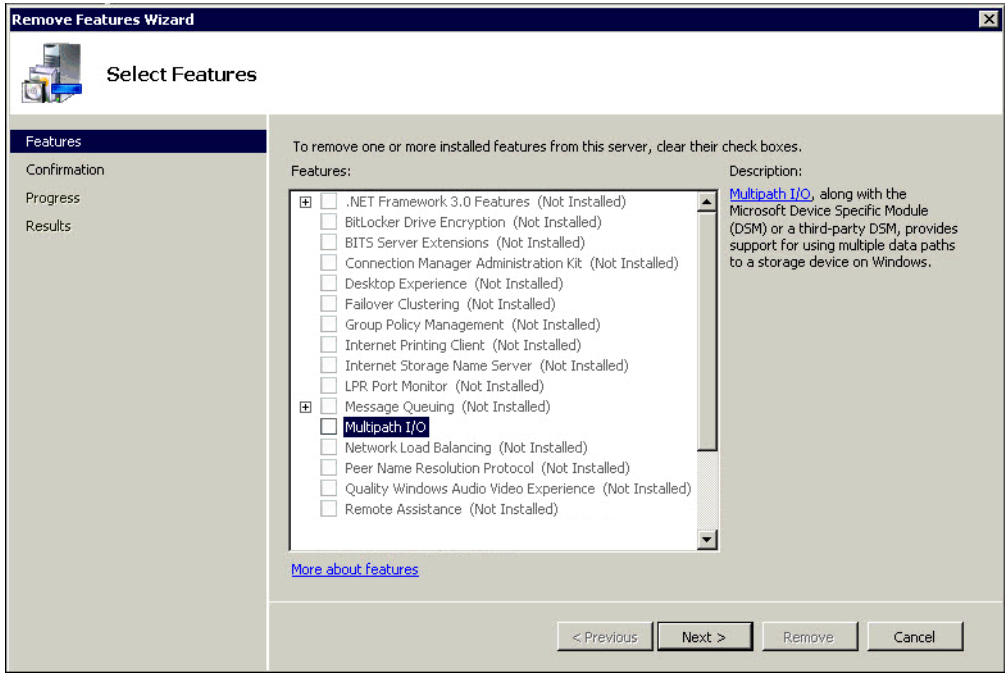 Remove Features Wizard
Select Features
Features
Confirmation
Progress
Results
To remove one or more installed features from this server, clear their check boxes.
Features:
.NET Framework 3.0 Features (Not Installed)
BitLocker Drive Encryption (Not Installed)
BITS Server Extensions (Not Installed)
Connection Manager Administration Kit (Not Installed)
Desktop Experience (Not Installed)
Failover Clustering (Not Installed)
Group Policy Management (Not Installed)
Internet Printing Client (Not Installed)
Internet Storage Name Server (Not Installed)
LPR Port Monitor (Not Installed)
Message Queuing (Not Installed)
Multipath I/O
Network Load Balancing (Not Installed)
Peer Name Resolution Protocol (Not Installed)
Quality Windows Audio Video Experience (Not Installed)
Remote Assistance (Not Installed)
Description:
Multipath I/O, along with the
Microsoft Device Specific Module
(DSM) or a third-party DSM, provides
support for using multiple data paths
to a storage device on Windows.
More about features
< Previous
Next >
Remove
Cancel